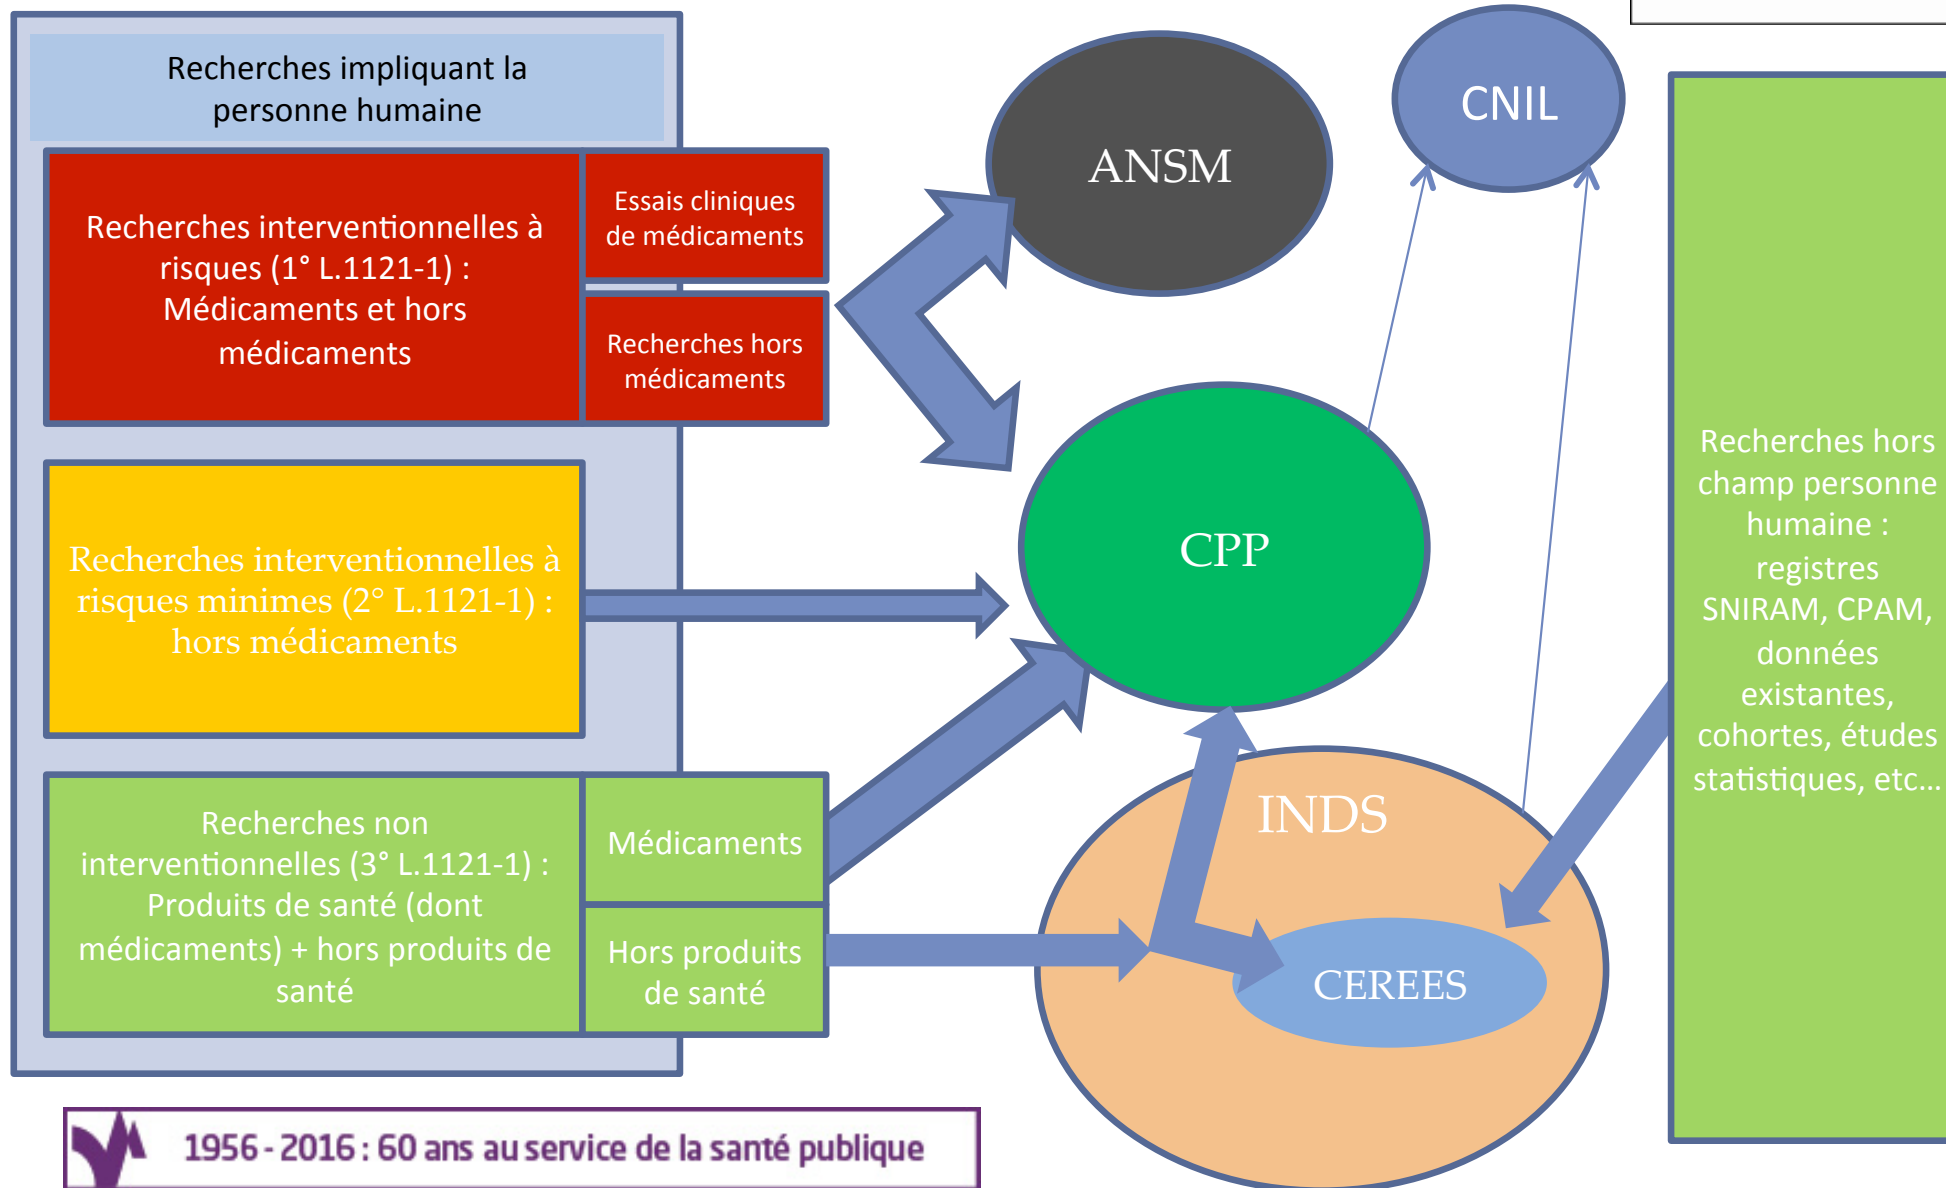 Recherches impliquant la
personne humaine
Recherches interventionnelles à
risques (1° L.1121-1) :
Médicaments et hors
médicaments
Essais cliniques
de médicaments
Recherches hors
médicaments
Recherches interventionnelles à
risques minimes (2° L.1121-1) :
hors médicaments
Recherches non
interventionnelles (3° L.1121-1) :
Produits de santé (dont
médicaments) + hors produits de
santé
Médicaments
Hors produits
de santé
ANSM
CNIL
CPP
INDS
CEREES
Recherches hors
champ personne
humaine :
registres
SNIRAM, CPAM,
données
existantes,
cohortes, études
statistiques, etc...
1956 - 2016 : 60 ans au service de la santé publique